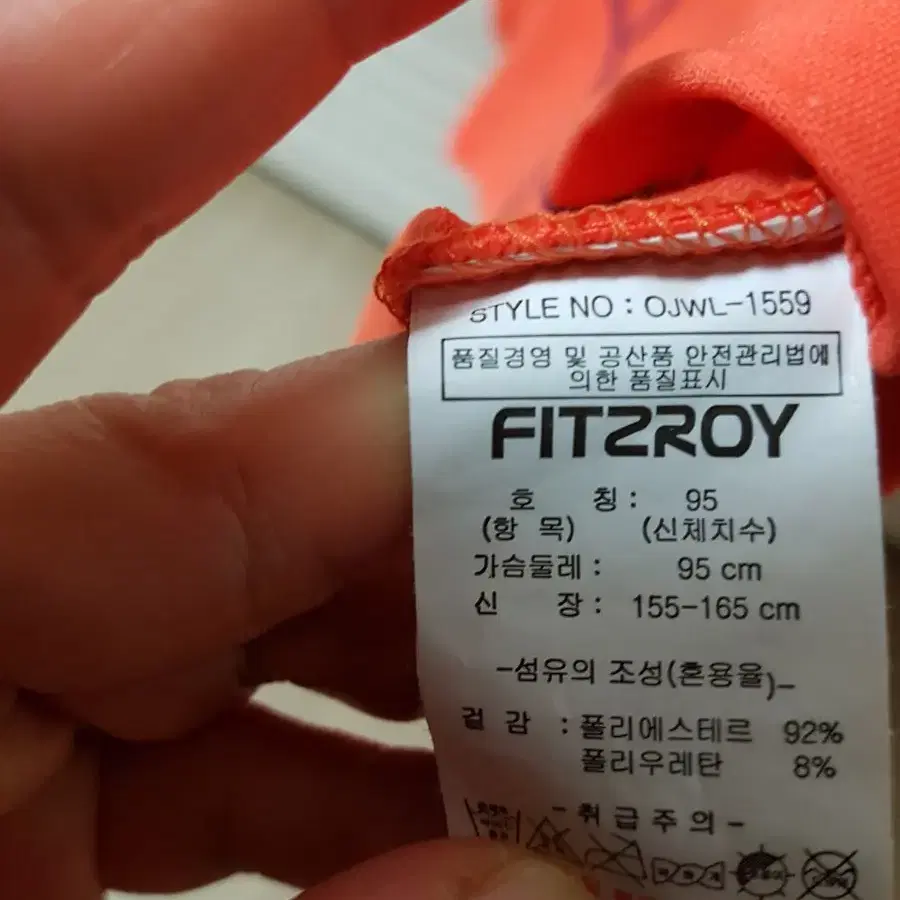 STYLE NO : OJWL-1559
품질경영 및 공산품 안전관리법에
의한 품질표시
FITZROY
호 칭 : 95
(항 목) (신체치수)
가슴둘레 : 95 cm
신 장 : 155-165 cm
-섬유의 조성(혼용율)-
겉 감 : 폴리에스테르 92%
폴리우레탄 8%
- 취급주의 -